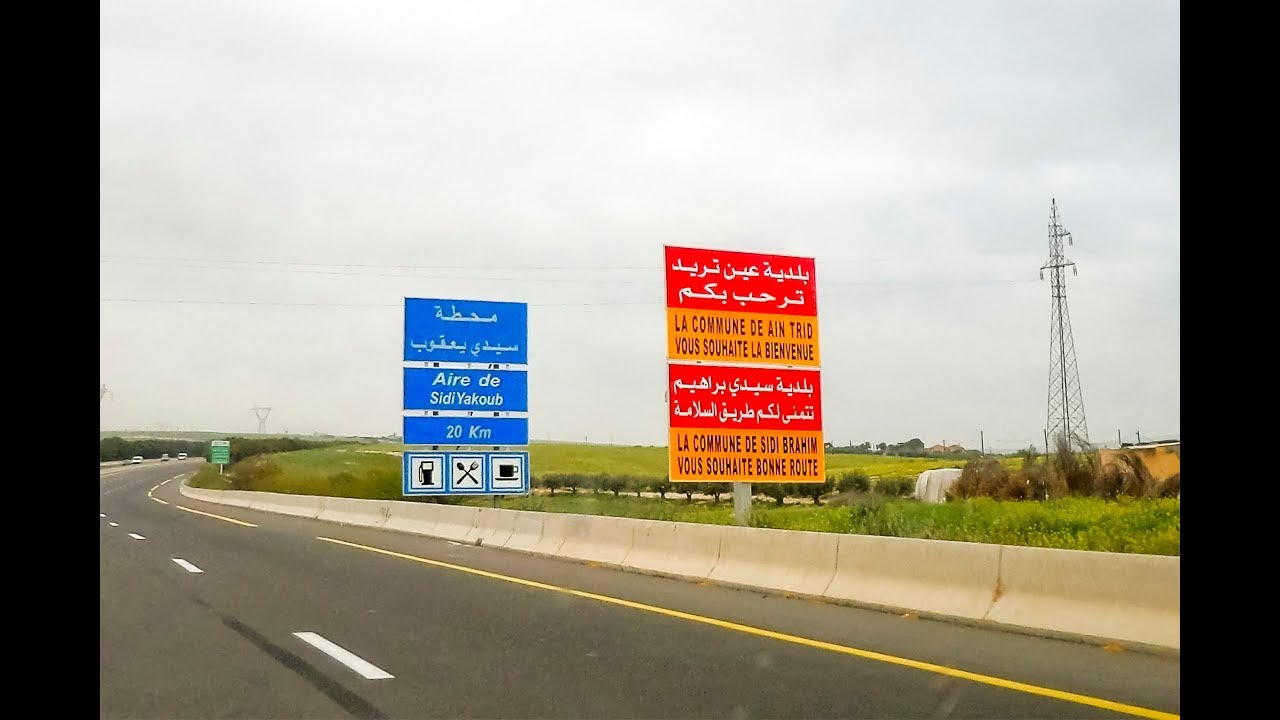 محطة
سيدي يعقوب
Aire de
Sidi Yakoub
20 Km
بلدية عين تريد
ترحب بكم
LA COMMUNE DE AIN TRID
VOUS SOUHAITE LA BIENVENUE
بلدية سيدي براهيم
تتمنى لكم طريق السلامة
LA COMMUNE DE SIDI BRAHIM
VOUS SOUHAITE BONNE ROUTE